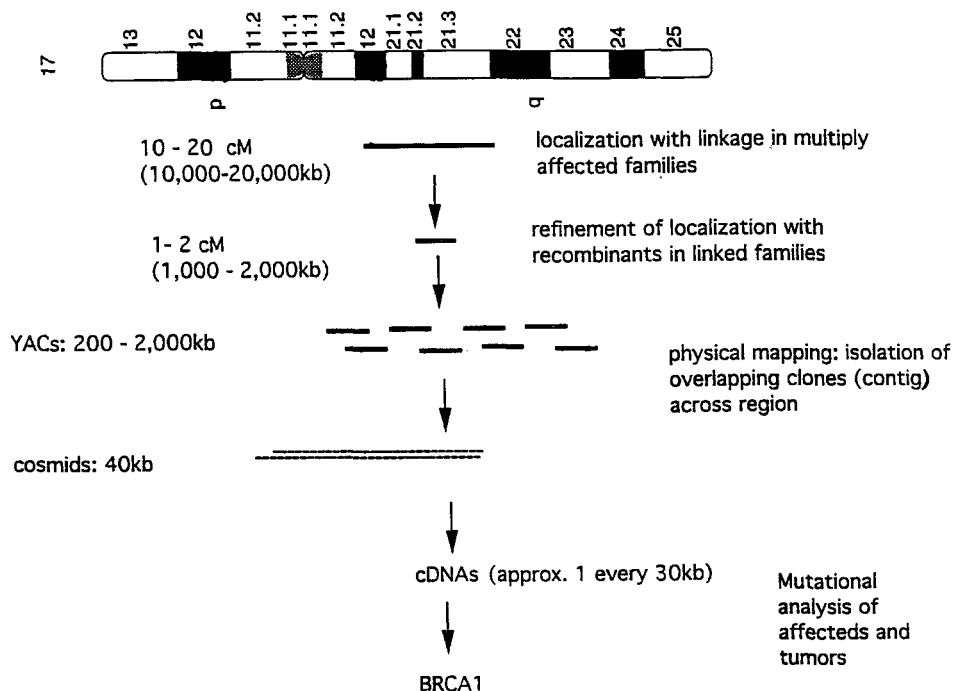 13 12 11.2 11.1 11.1 11.2 12 21.1 21.2 21.3 22 23 24 25
17
p q
10 - 20 cM
(10,000-20,000kb)
localization with linkage in multiply
affected families
1- 2 cM
(1,000 - 2,000kb)
refinement of localization with
recombinants in linked families
YACs: 200 - 2,000kb
physical mapping: isolation of
overlapping clones (contig)
across region
cosmids: 40kb
cDNAs (approx. 1 every 30kb)
Mutational
analysis of
affecteds and
tumors
BRCA1